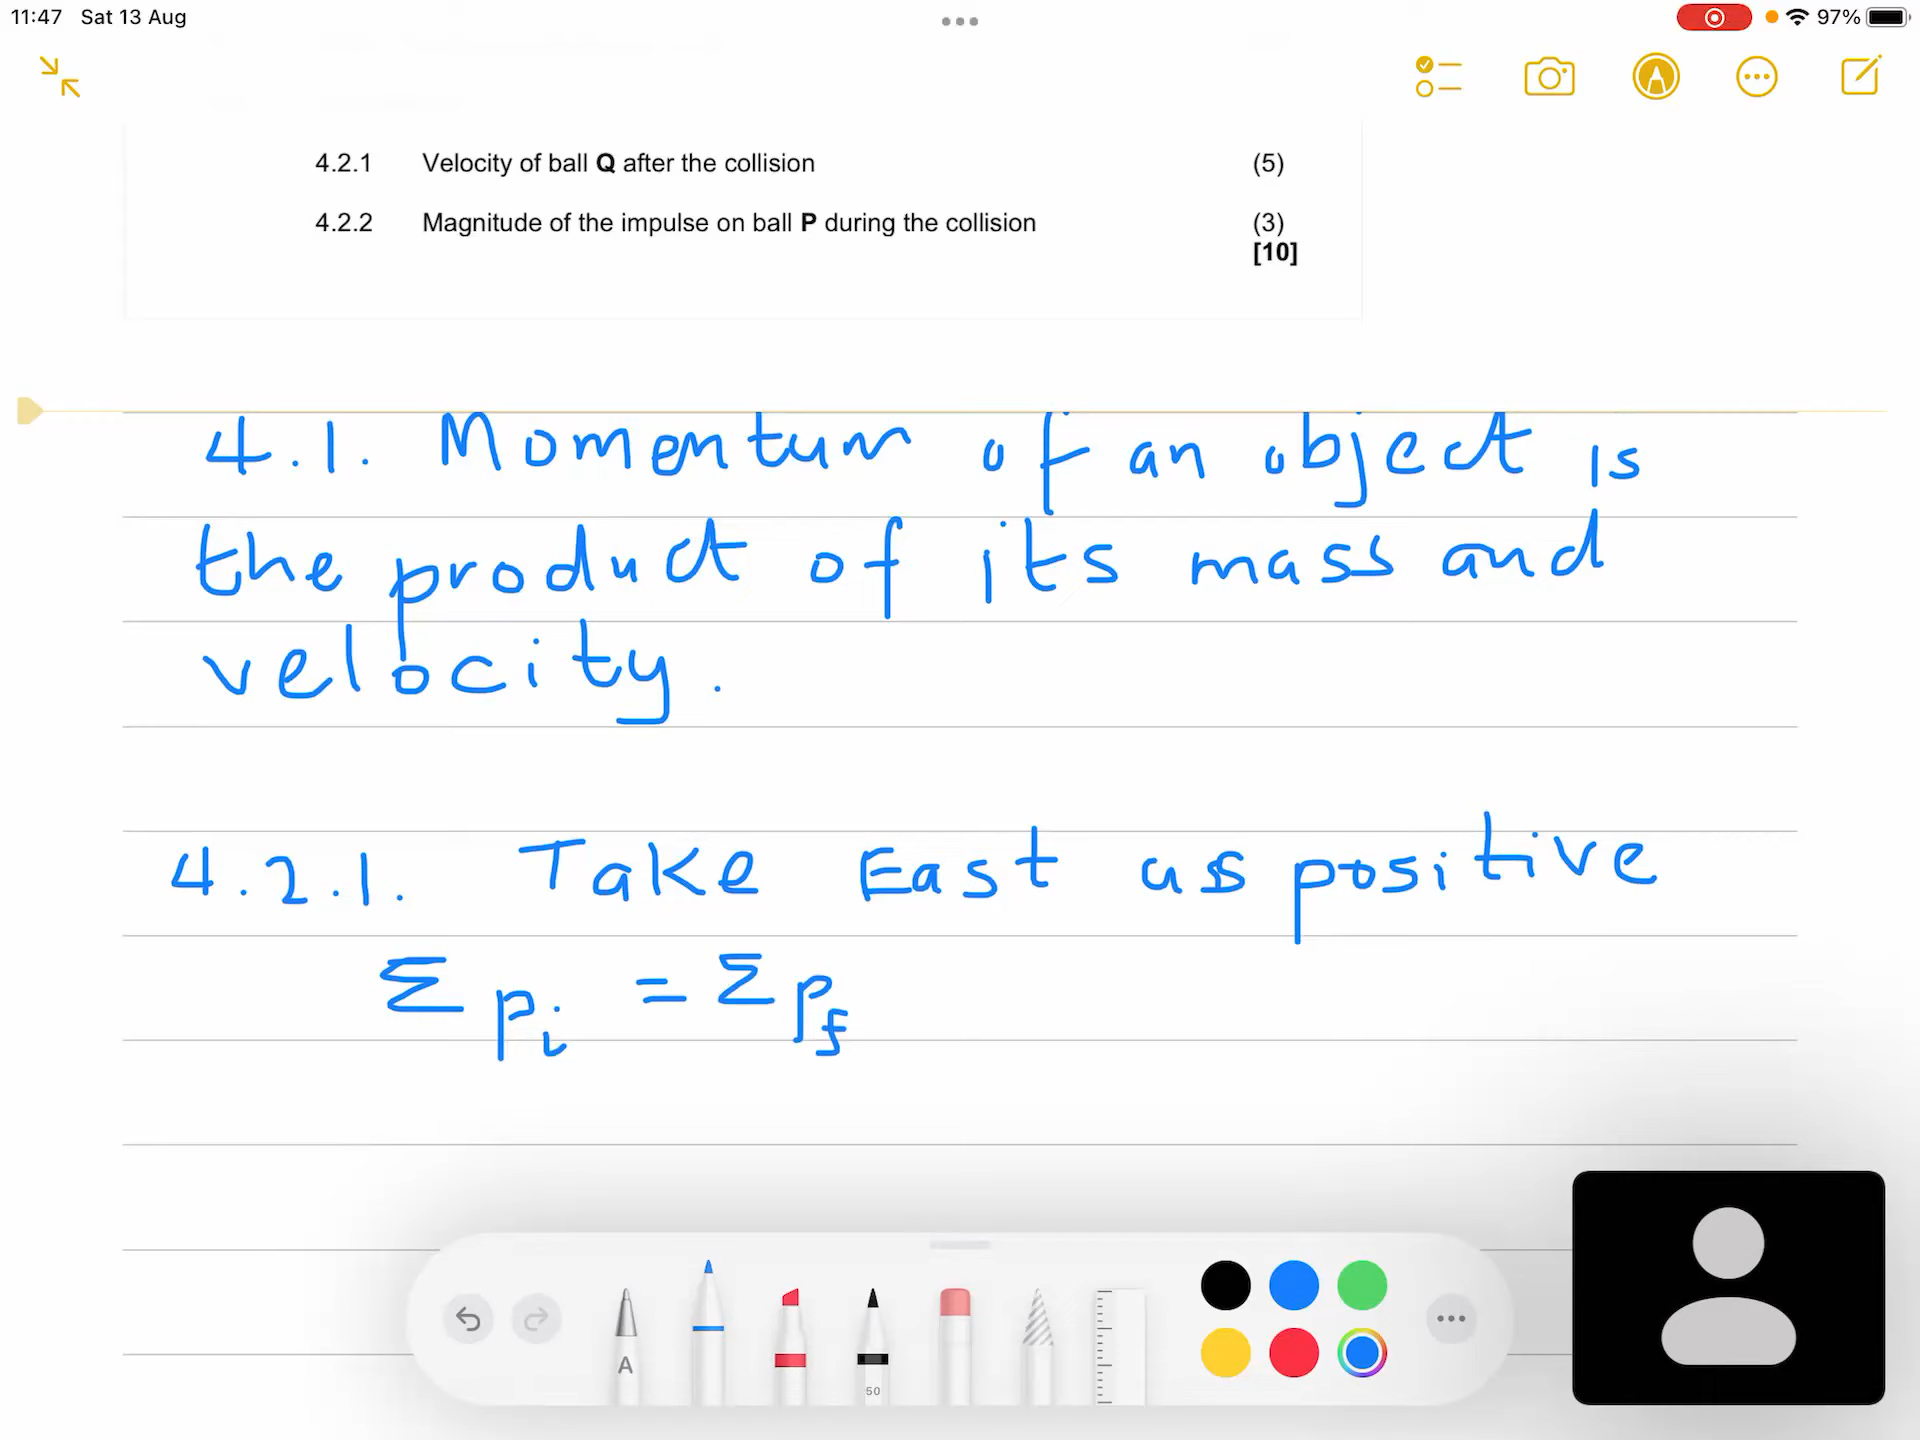 11:47 Sat 13 Aug 97%
4.2.1 Velocity of ball Q after the collision (5)
4.2.2 Magnitude of the impulse on ball P during the collision (3)
[10]
4.1. Momentum of an object is
the product of its mass and
velocity.
4.2.1. Take East as positive
Σpi = Σpf
A
50